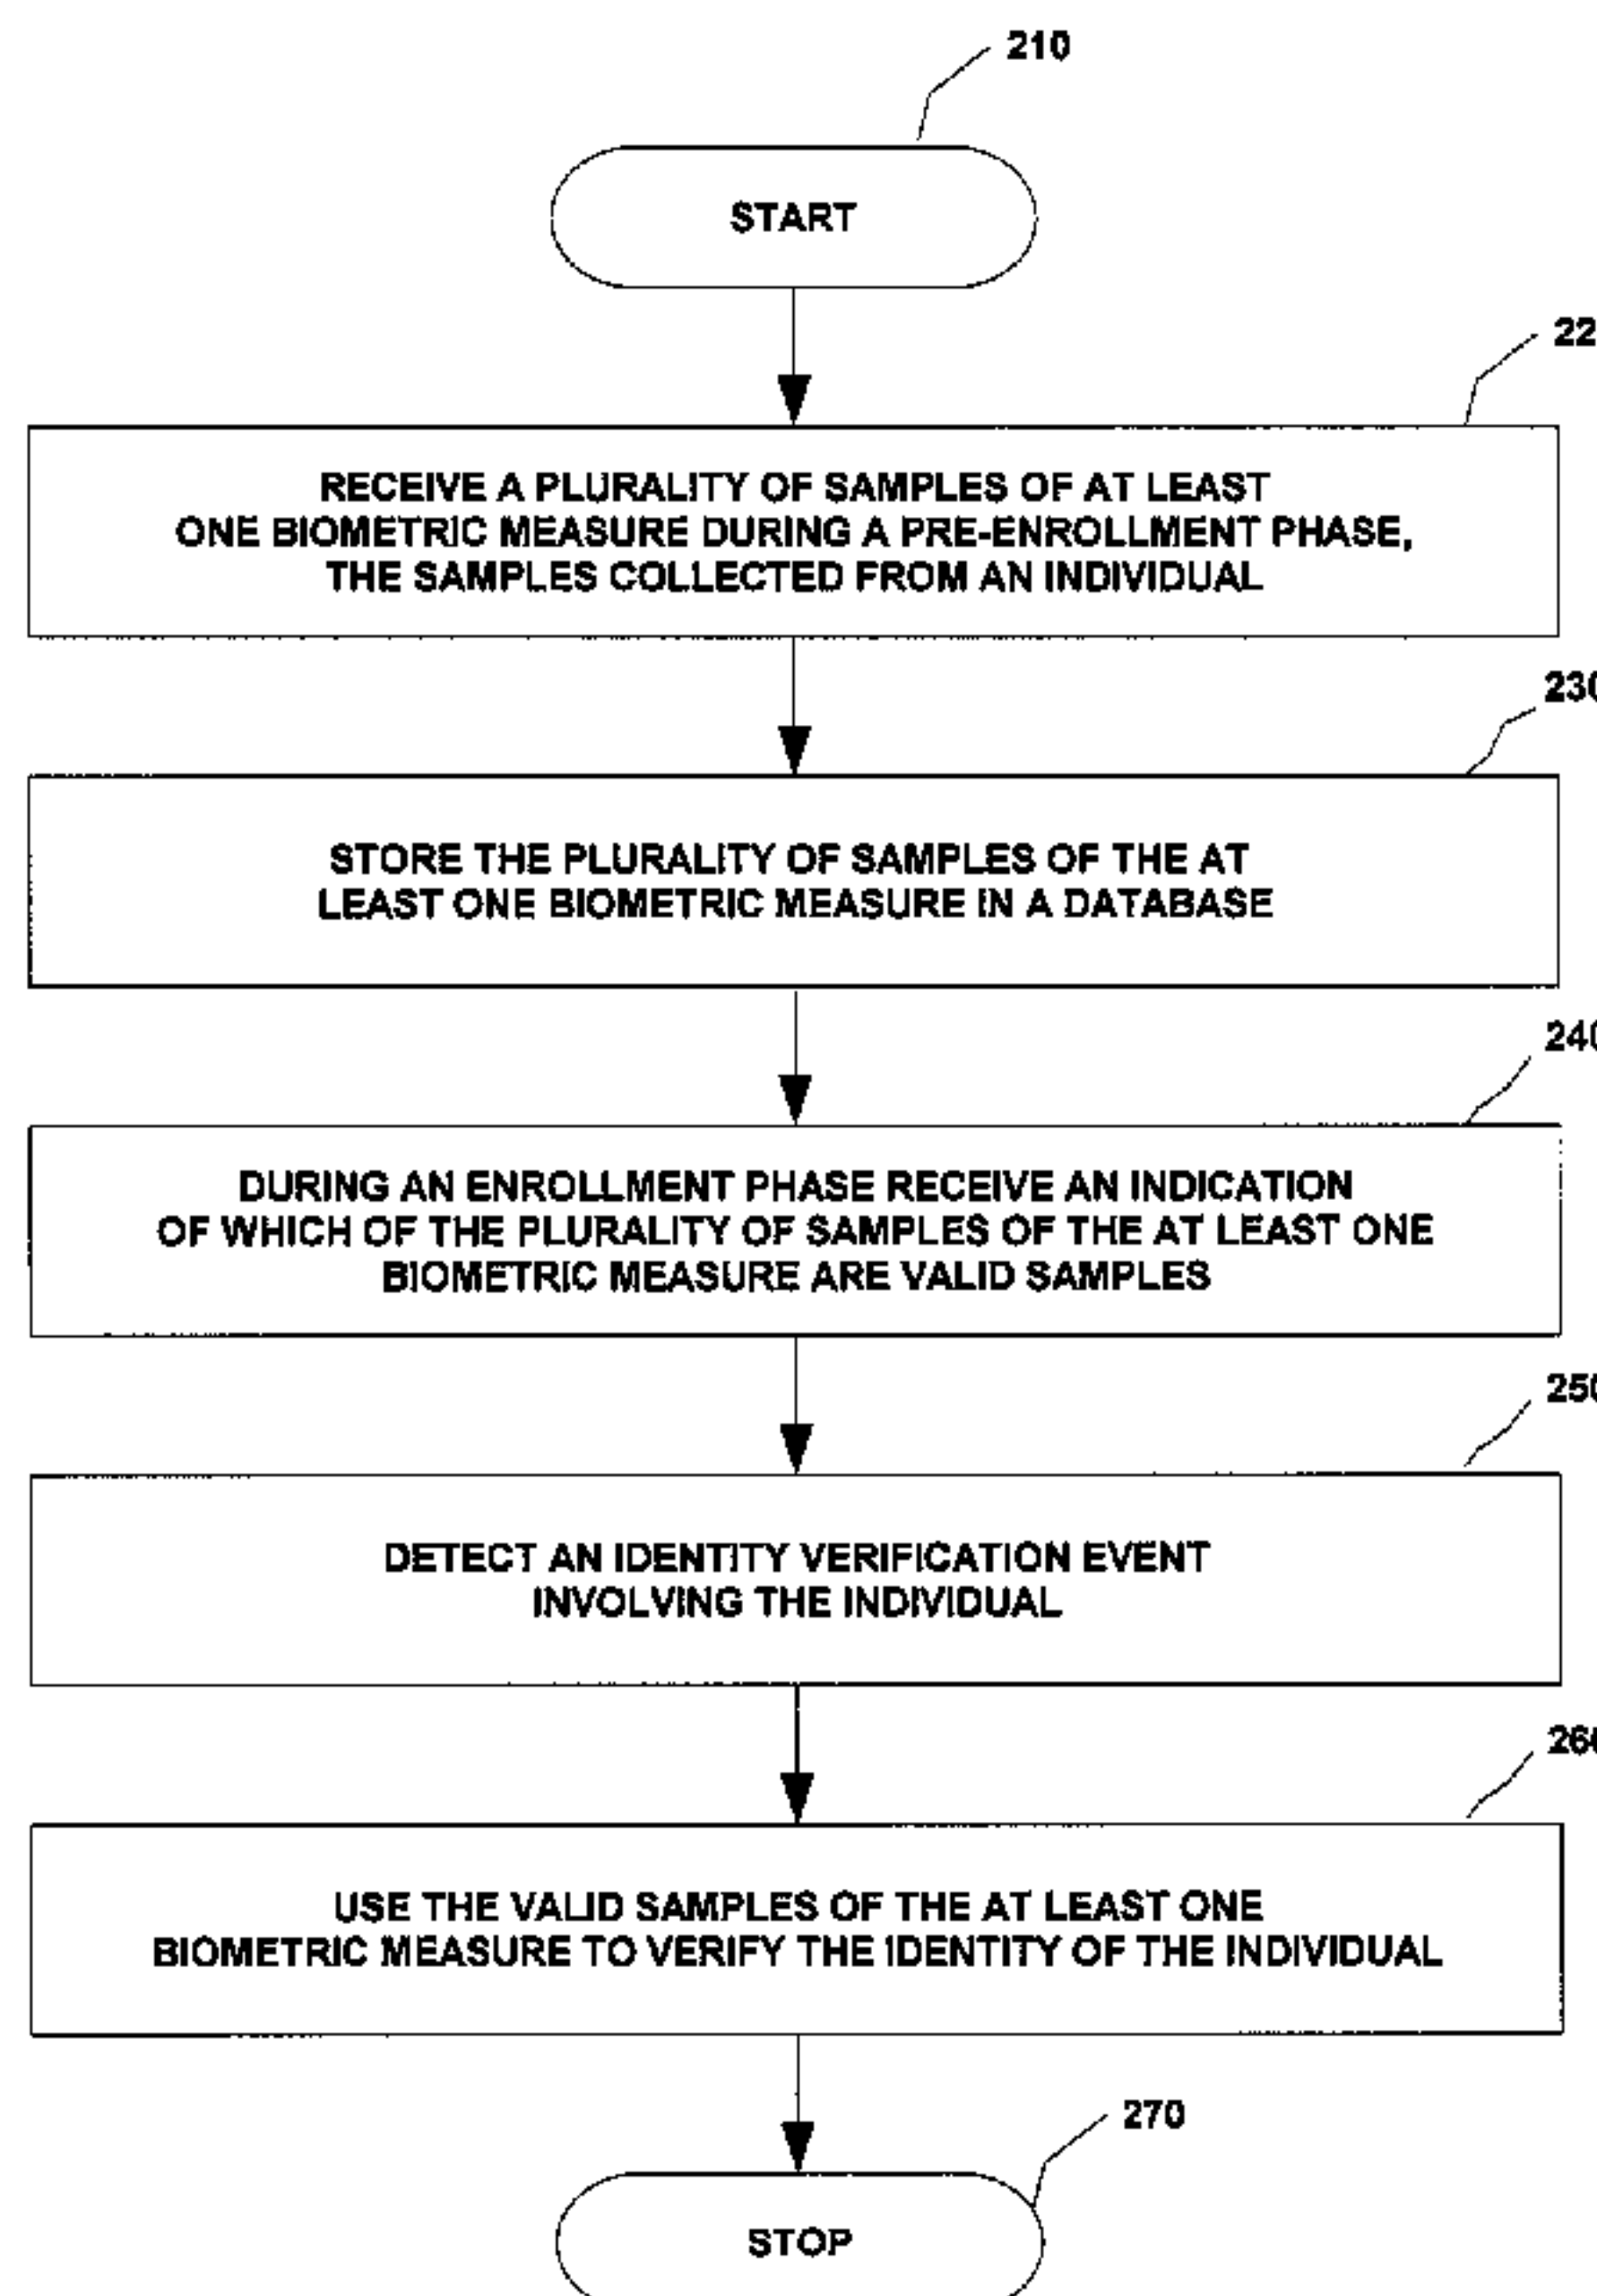 210
START
22
RECEIVE A PLURALITY OF SAMPLES OF AT LEAST
ONE BIOMETRIC MEASURE DURING A PRE-ENROLLMENT PHASE,
THE SAMPLES COLLECTED FROM AN INDIVIDUAL
230
STORE THE PLURALITY OF SAMPLES OF THE AT
LEAST ONE BIOMETRIC MEASURE IN A DATABASE
240
DURING AN ENROLLMENT PHASE RECEIVE AN INDICATION
OF WHICH OF THE PLURALITY OF SAMPLES OF THE AT LEAST ONE
BIOMETRIC MEASURE ARE VALID SAMPLES
250
DETECT AN IDENTITY VERIFICATION EVENT
INVOLVING THE INDIVIDUAL
260
USE THE VALID SAMPLES OF THE AT LEAST ONE
BIOMETRIC MEASURE TO VERIFY THE IDENTITY OF THE INDIVIDUAL
270
STOP